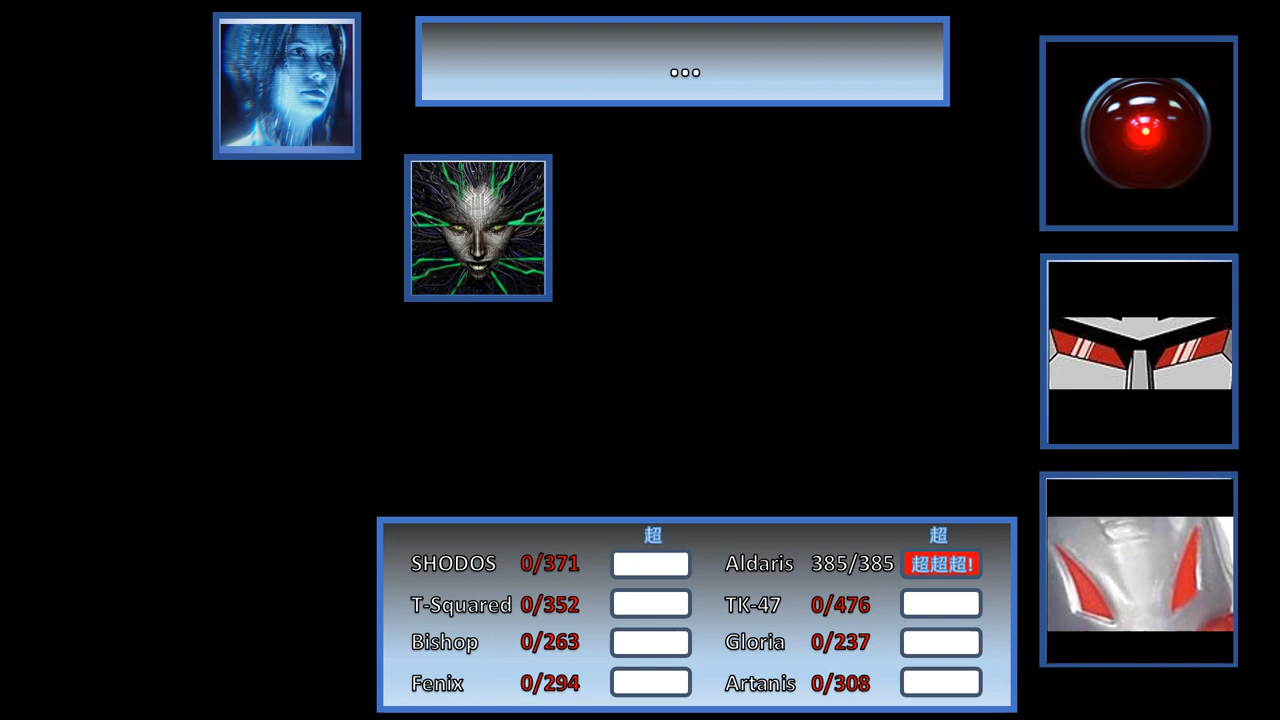 ...
超 超
SHODOS 0/371 Aldaris 385/385 超超超!
T-Squared 0/352 TK-47 0/476
Bishop 0/263 Gloria 0/237
Fenix 0/294 Artanis 0/308